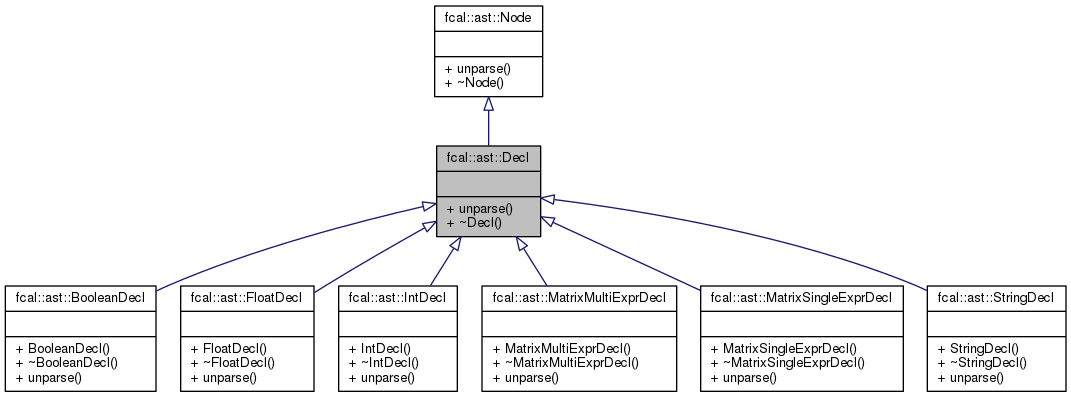 fcal::ast::Node
+ unparse()
+ ~Node()
fcal::ast::Decl
+ unparse()
+ ~Decl()
fcal::ast::BooleanDecl
+ BooleanDecl()
+ ~BooleanDecl()
+ unparse()
fcal::ast::FloatDecl
+ FloatDecl()
+ ~FloatDecl()
+ unparse()
fcal::ast::IntDecl
+ IntDecl()
+ ~IntDecl()
+ unparse()
fcal::ast::MatrixMultiExprDecl
+ MatrixMultiExprDecl()
+ ~MatrixMultiExprDecl()
+ unparse()
fcal::ast::MatrixSingleExprDecl
+ MatrixSingleExprDecl()
+ ~MatrixSingleExprDecl()
+ unparse()
fcal::ast::StringDecl
+ StringDecl()
+ ~StringDecl()
+ unparse()